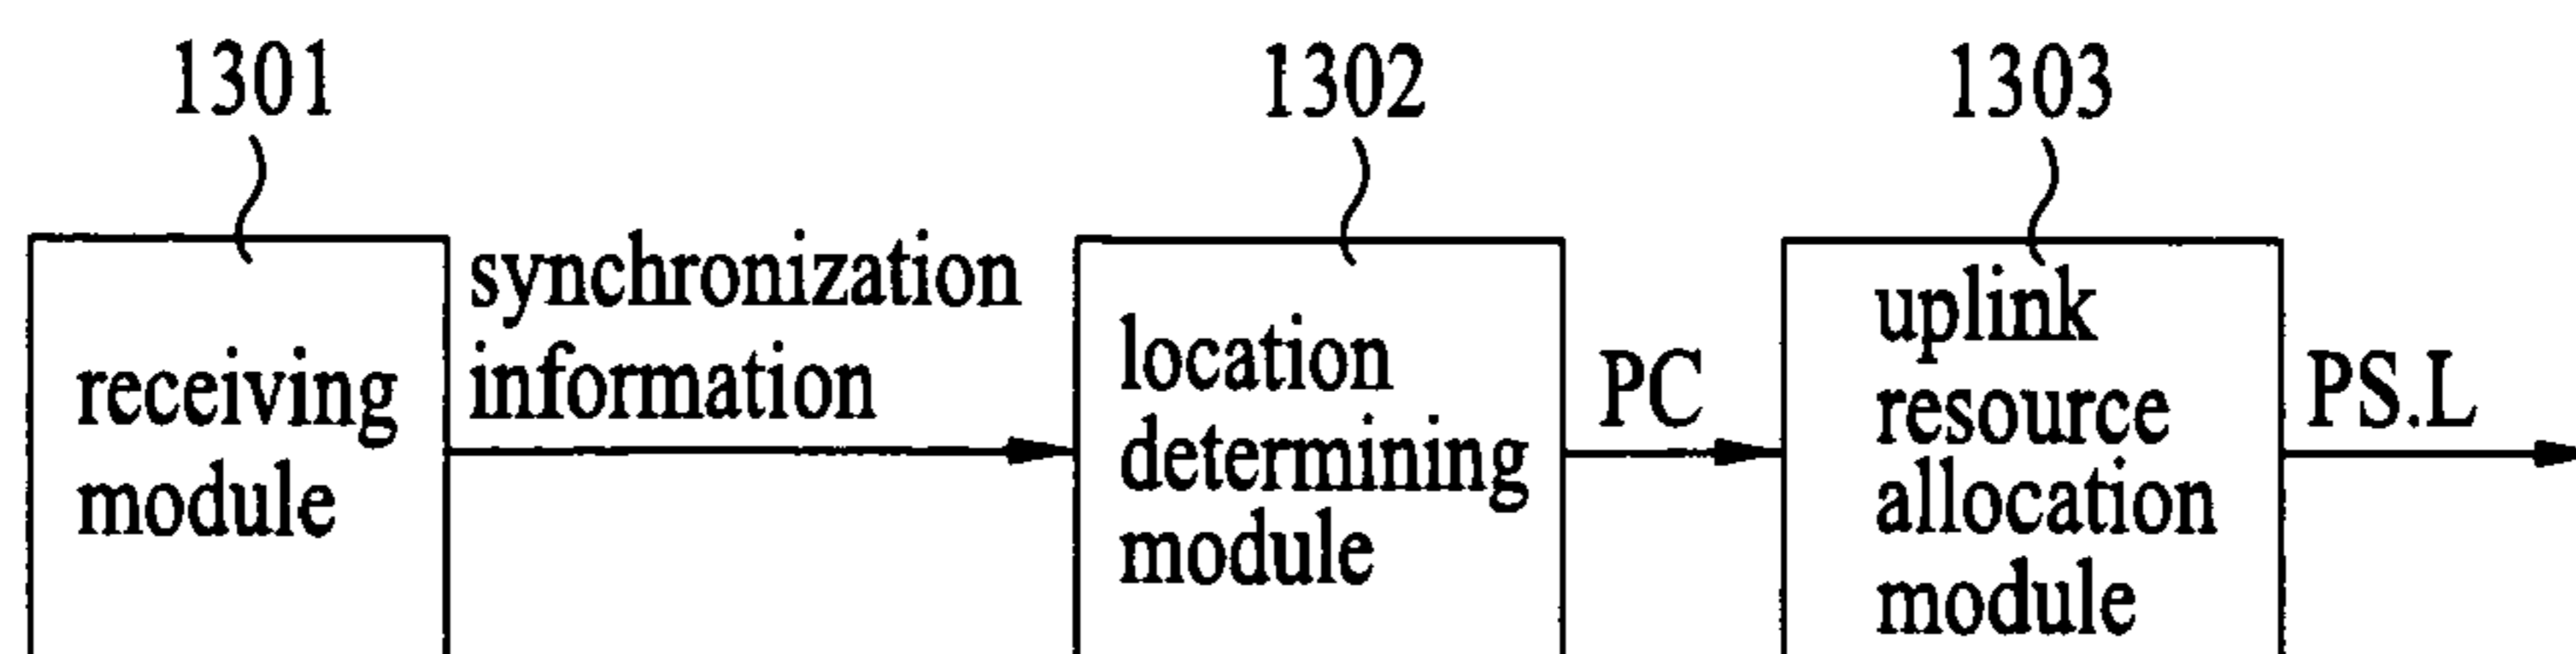 1301
1302
1303
receiving
module
synchronization
information
location
determining
module
PC
uplink
resource
allocation
module
PS.L